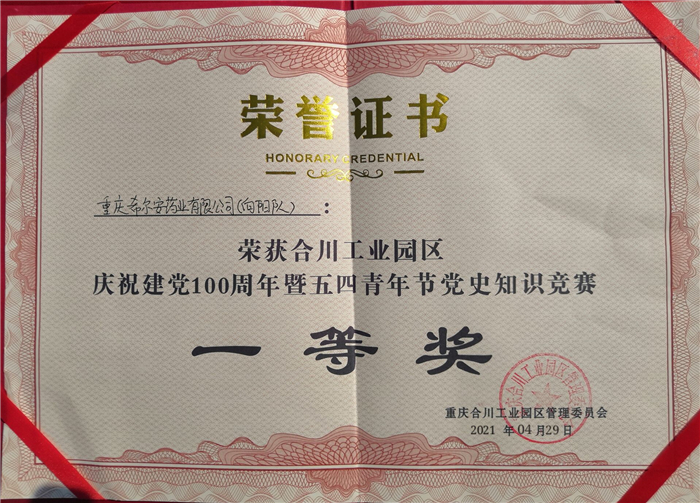 荣誉证书
HONORARY CREDENTIAL
重庆希尔安药业有限公司(向阳队):
荣获合川工业园区
庆祝建党100周年暨五四青年节党史知识竞赛
一等奖
重庆合川工业园区管理委员会
2021 年04月29日